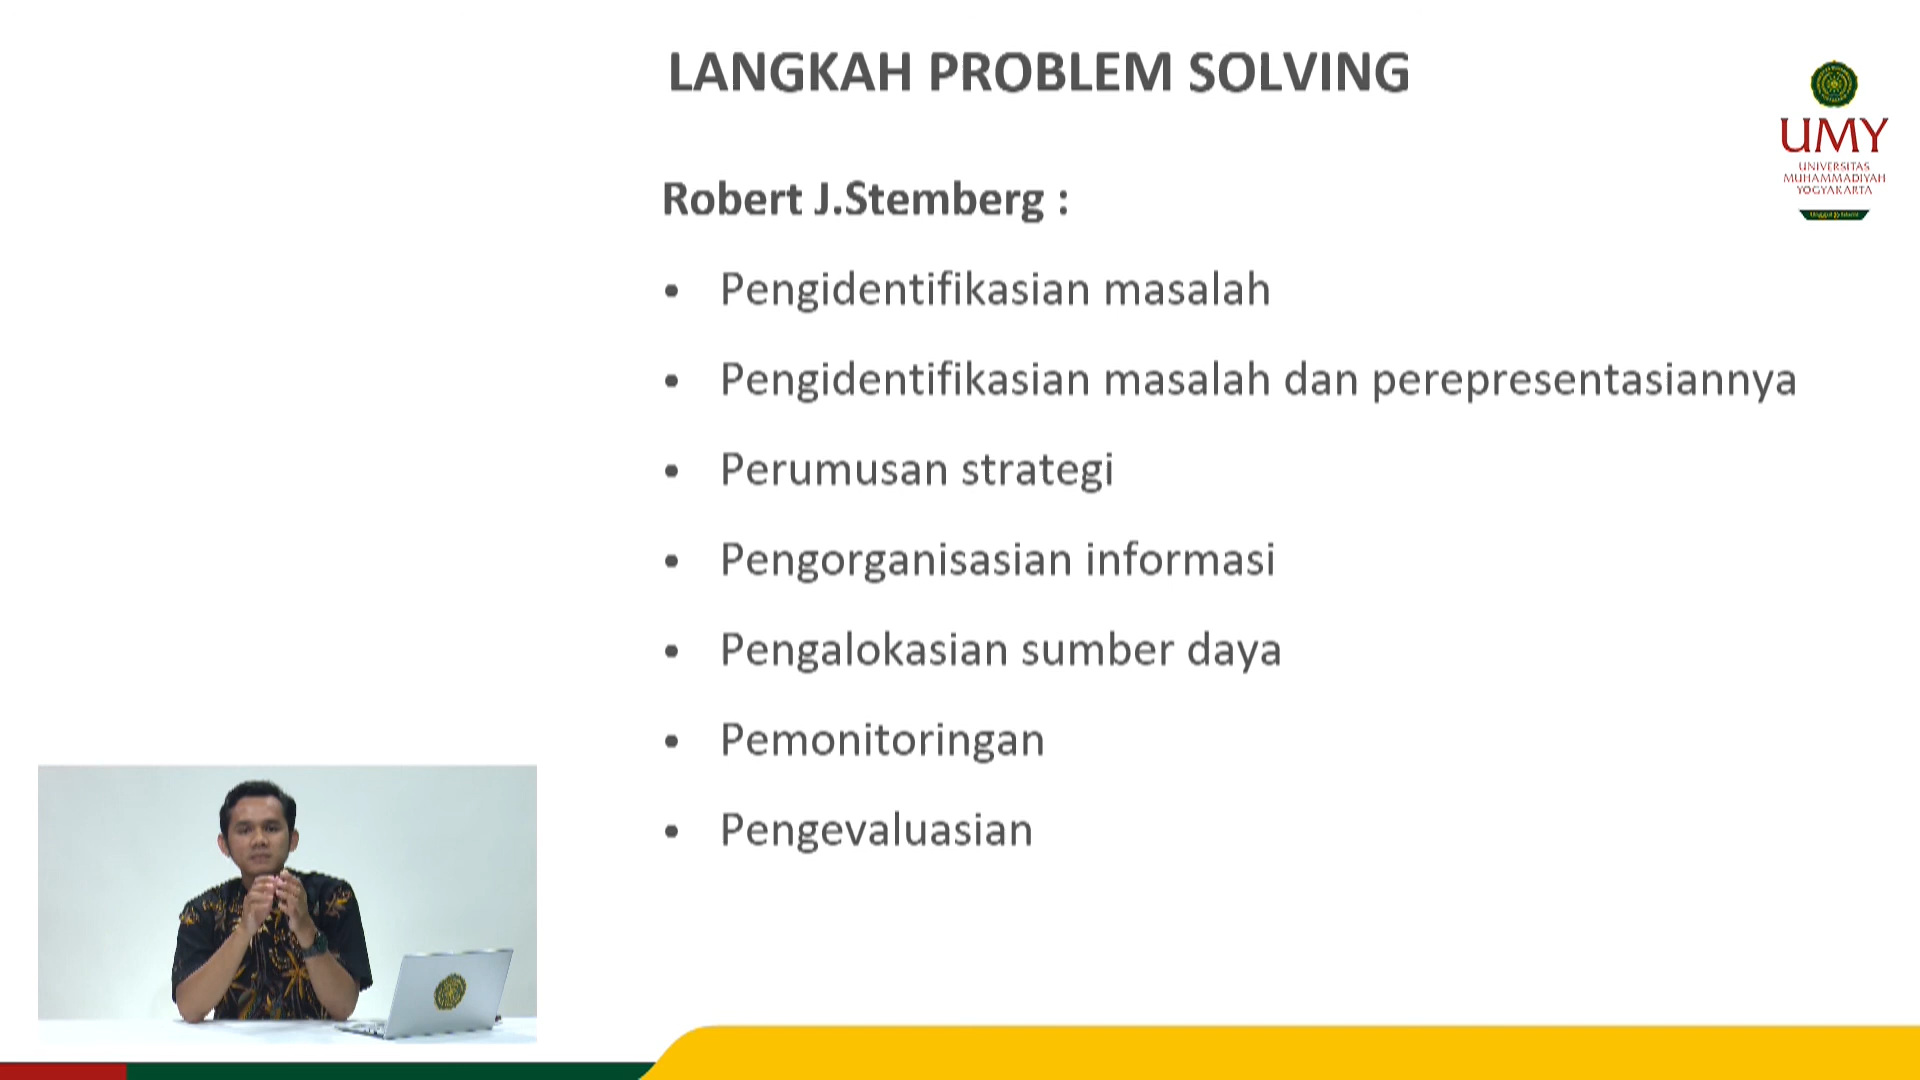 LANGKAH PROBLEM SOLVING
UMY
UNIVERSITAS
MUHAMMADIYAH
YOGYAKARTA
Robert J.Stemberg :
• Pengidentifikasian masalah
• Pengidentifikasian masalah dan perepresentasiannya
• Perumusan strategi
• Pengorganisasian informasi
• Pengalokasian sumber daya
• Pemonitoringan
• Pengevaluasian